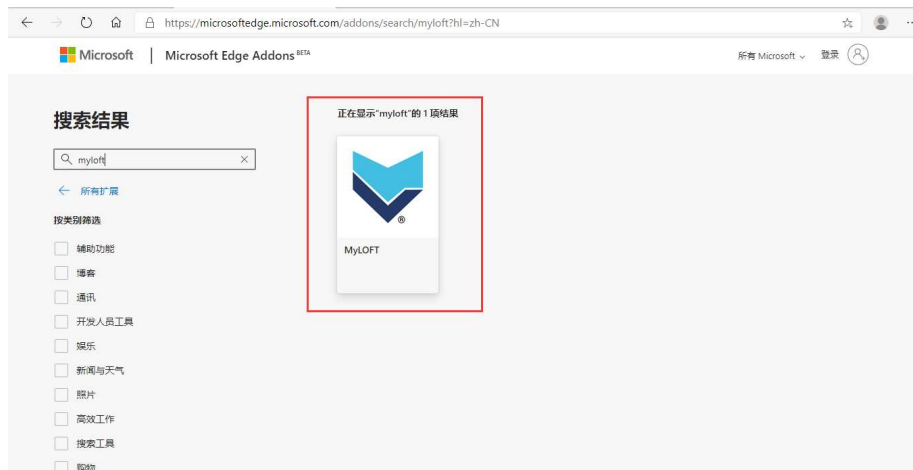 https://microsoftedge.microsoft.com/addons/search/myloft?hl=zh-CN
Microsoft
Microsoft Edge Addons BETA
所有 Microsoft
登录
搜索结果
myloft
所有扩展
按类别筛选
辅助功能
博客
通讯
开发人员工具
娱乐
新闻与天气
照片
高效工作
搜索工具
购物
正在显示"myloft"的 1 项结果
®
MyLOFT